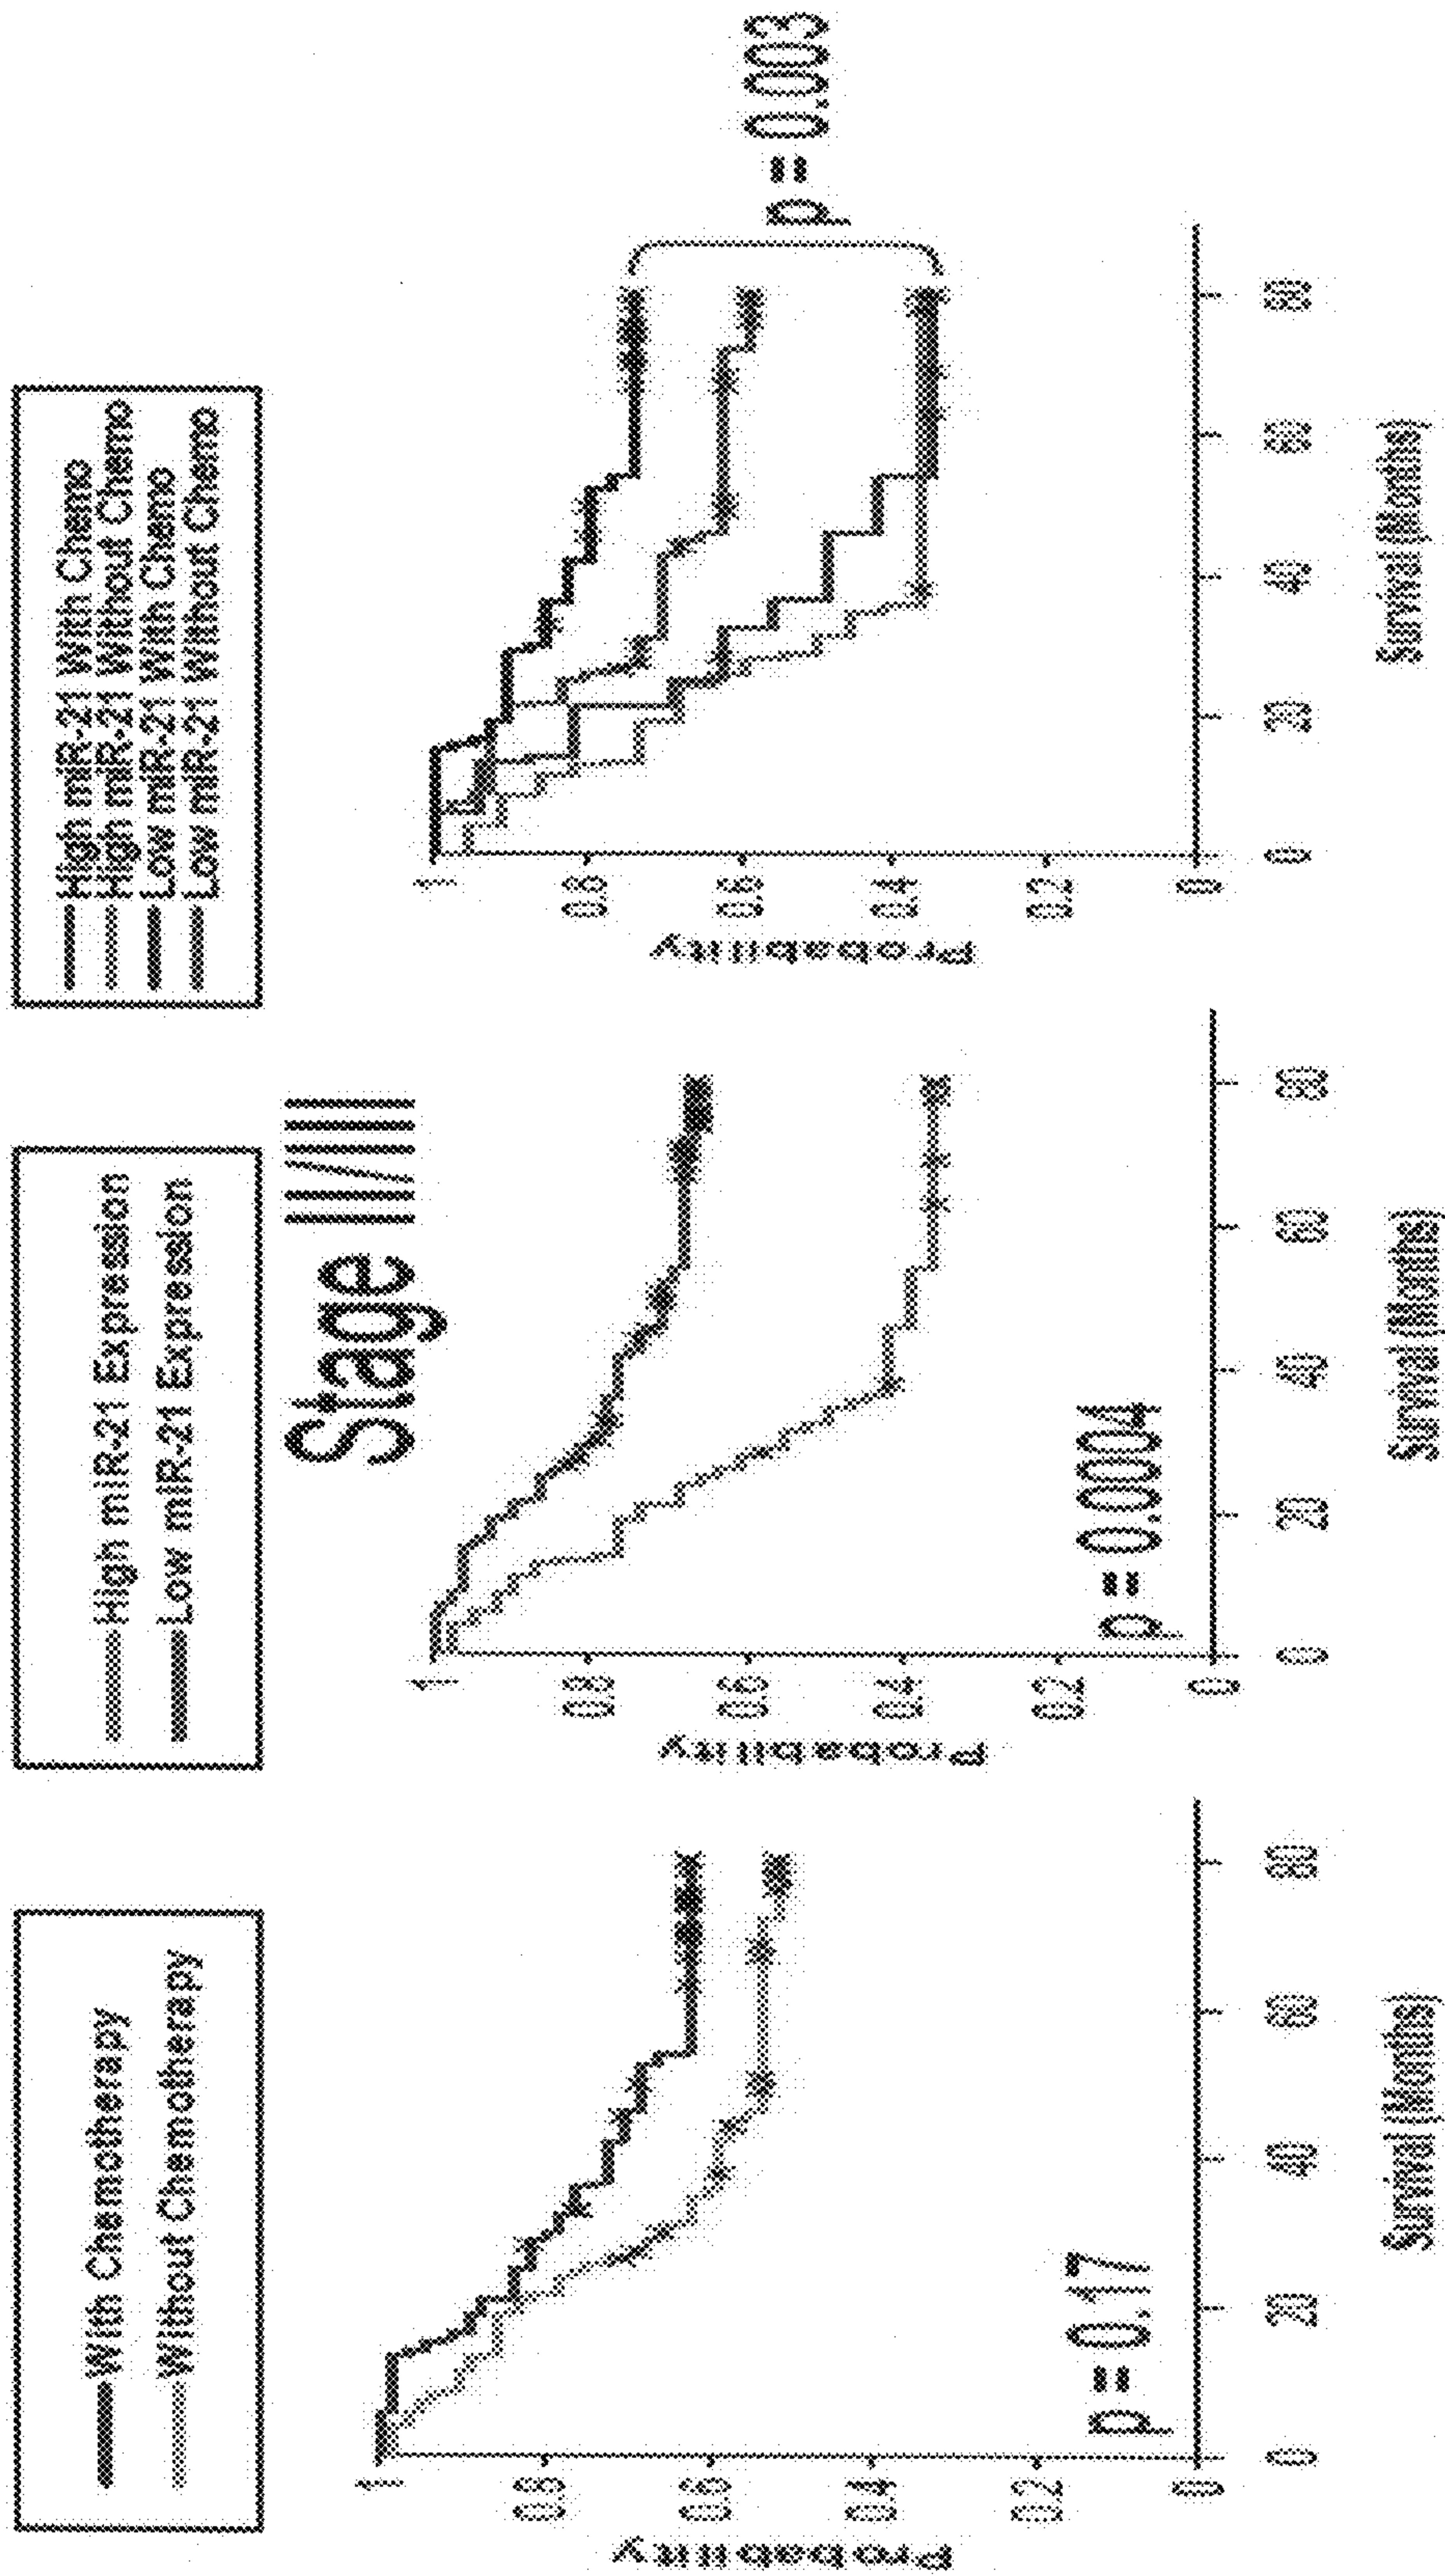 With Chemotherapy
Without Chemotherapy
High miR-21 Expression
Low miR-21 Expression
High miR-21 With Chemo
High miR-21 Without Chemo
Low miR-21 With Chemo
Low miR-21 Without Chemo
Stage II/III
Probability
1
0.8
0.6
0.4
0.2
0
p = 0.17
0
20
40
60
80
Survival (Months)
Probability
1
0.8
0.6
0.4
0.2
0
p = 0.0004
0
20
40
60
80
Survival (Months)
Probability
1
0.8
0.6
0.4
0.2
0
p = 0.003
0
20
40
60
80
Survival (Months)